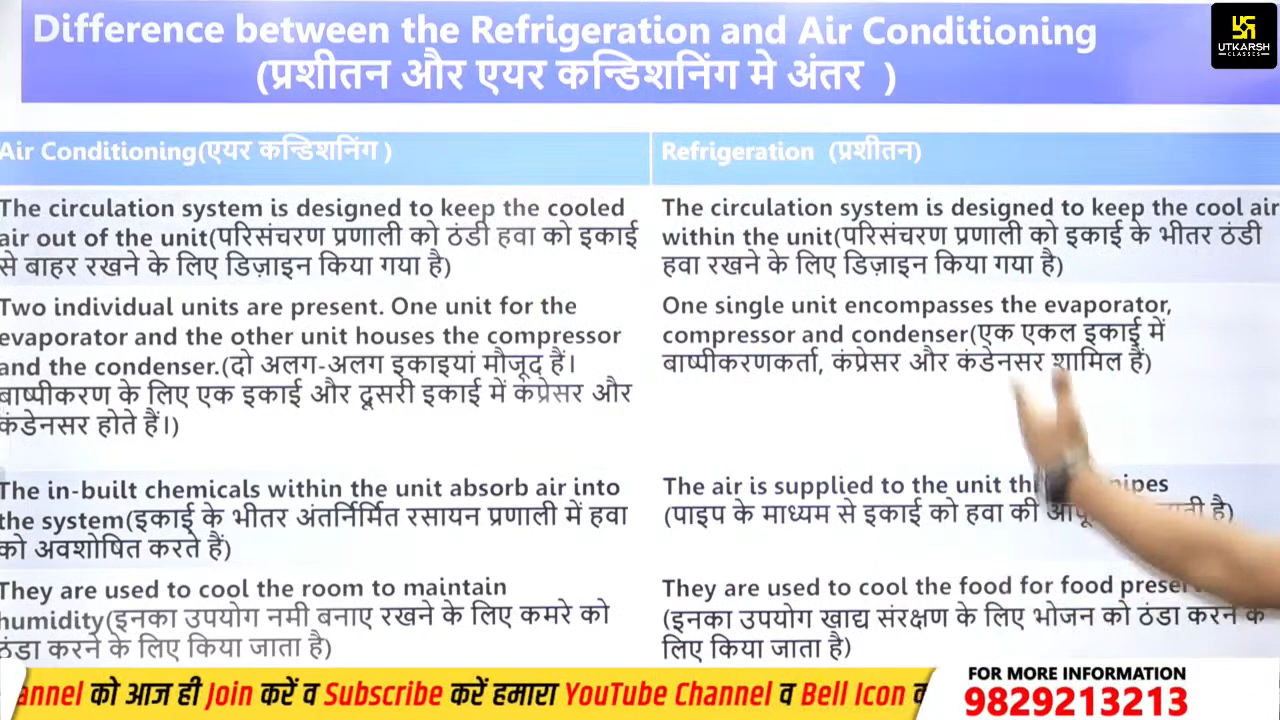 Difference between the Refrigeration and Air Conditioning
(प्रशीतन और एयर कन्डिशनिंग मे अंतर )
UTKARSH
CLASSES
Air Conditioning(एयर कन्डिशनिंग )
The circulation system is designed to keep the cooled
air out of the unit(परिसंचरण प्रणाली को ठंडी हवा को इकाई
से बाहर रखने के लिए डिज़ाइन किया गया है)
Two individual units are present. One unit for the
evaporator and the other unit houses the compressor
and the condenser.(दो अलग-अलग इकाइयां मौजूद हैं।
बाष्पीकरण के लिए एक इकाई और दूसरी इकाई में कंप्रेसर और
कंडेनसर होते हैं।)
The in-built chemicals within the unit absorb air into
the system(इकाई के भीतर अंतर्निर्मित रसायन प्रणाली में हवा
को अवशोषित करते हैं)
They are used to cool the room to maintain
humidity(इनका उपयोग नमी बनाए रखने के लिए कमरे को
ठंडा करने के लिए किया जाता है)
Refrigeration (प्रशीतन)
The circulation system is designed to keep the cool air
within the unit(परिसंचरण प्रणाली को इकाई के भीतर ठंडी
हवा रखने के लिए डिज़ाइन किया गया है)
One single unit encompasses the evaporator,
compressor and condenser(एक एकल इकाई में
बाष्पीकरणकर्ता, कंप्रेसर और कंडेनसर शामिल हैं)
The air is supplied to the unit
(पाइप के माध्यम से इकाई को हवा की है)
They are used to cool the food for food
(इनका उपयोग खाद्य संरक्षण के लिए भोजन को ठंडा करने के
लिए किया जाता है)
को आज ही Join करें व Subscribe करें हमारा YouTube Channel व Bell Icon
FOR MORE INFORMATION
9829213213